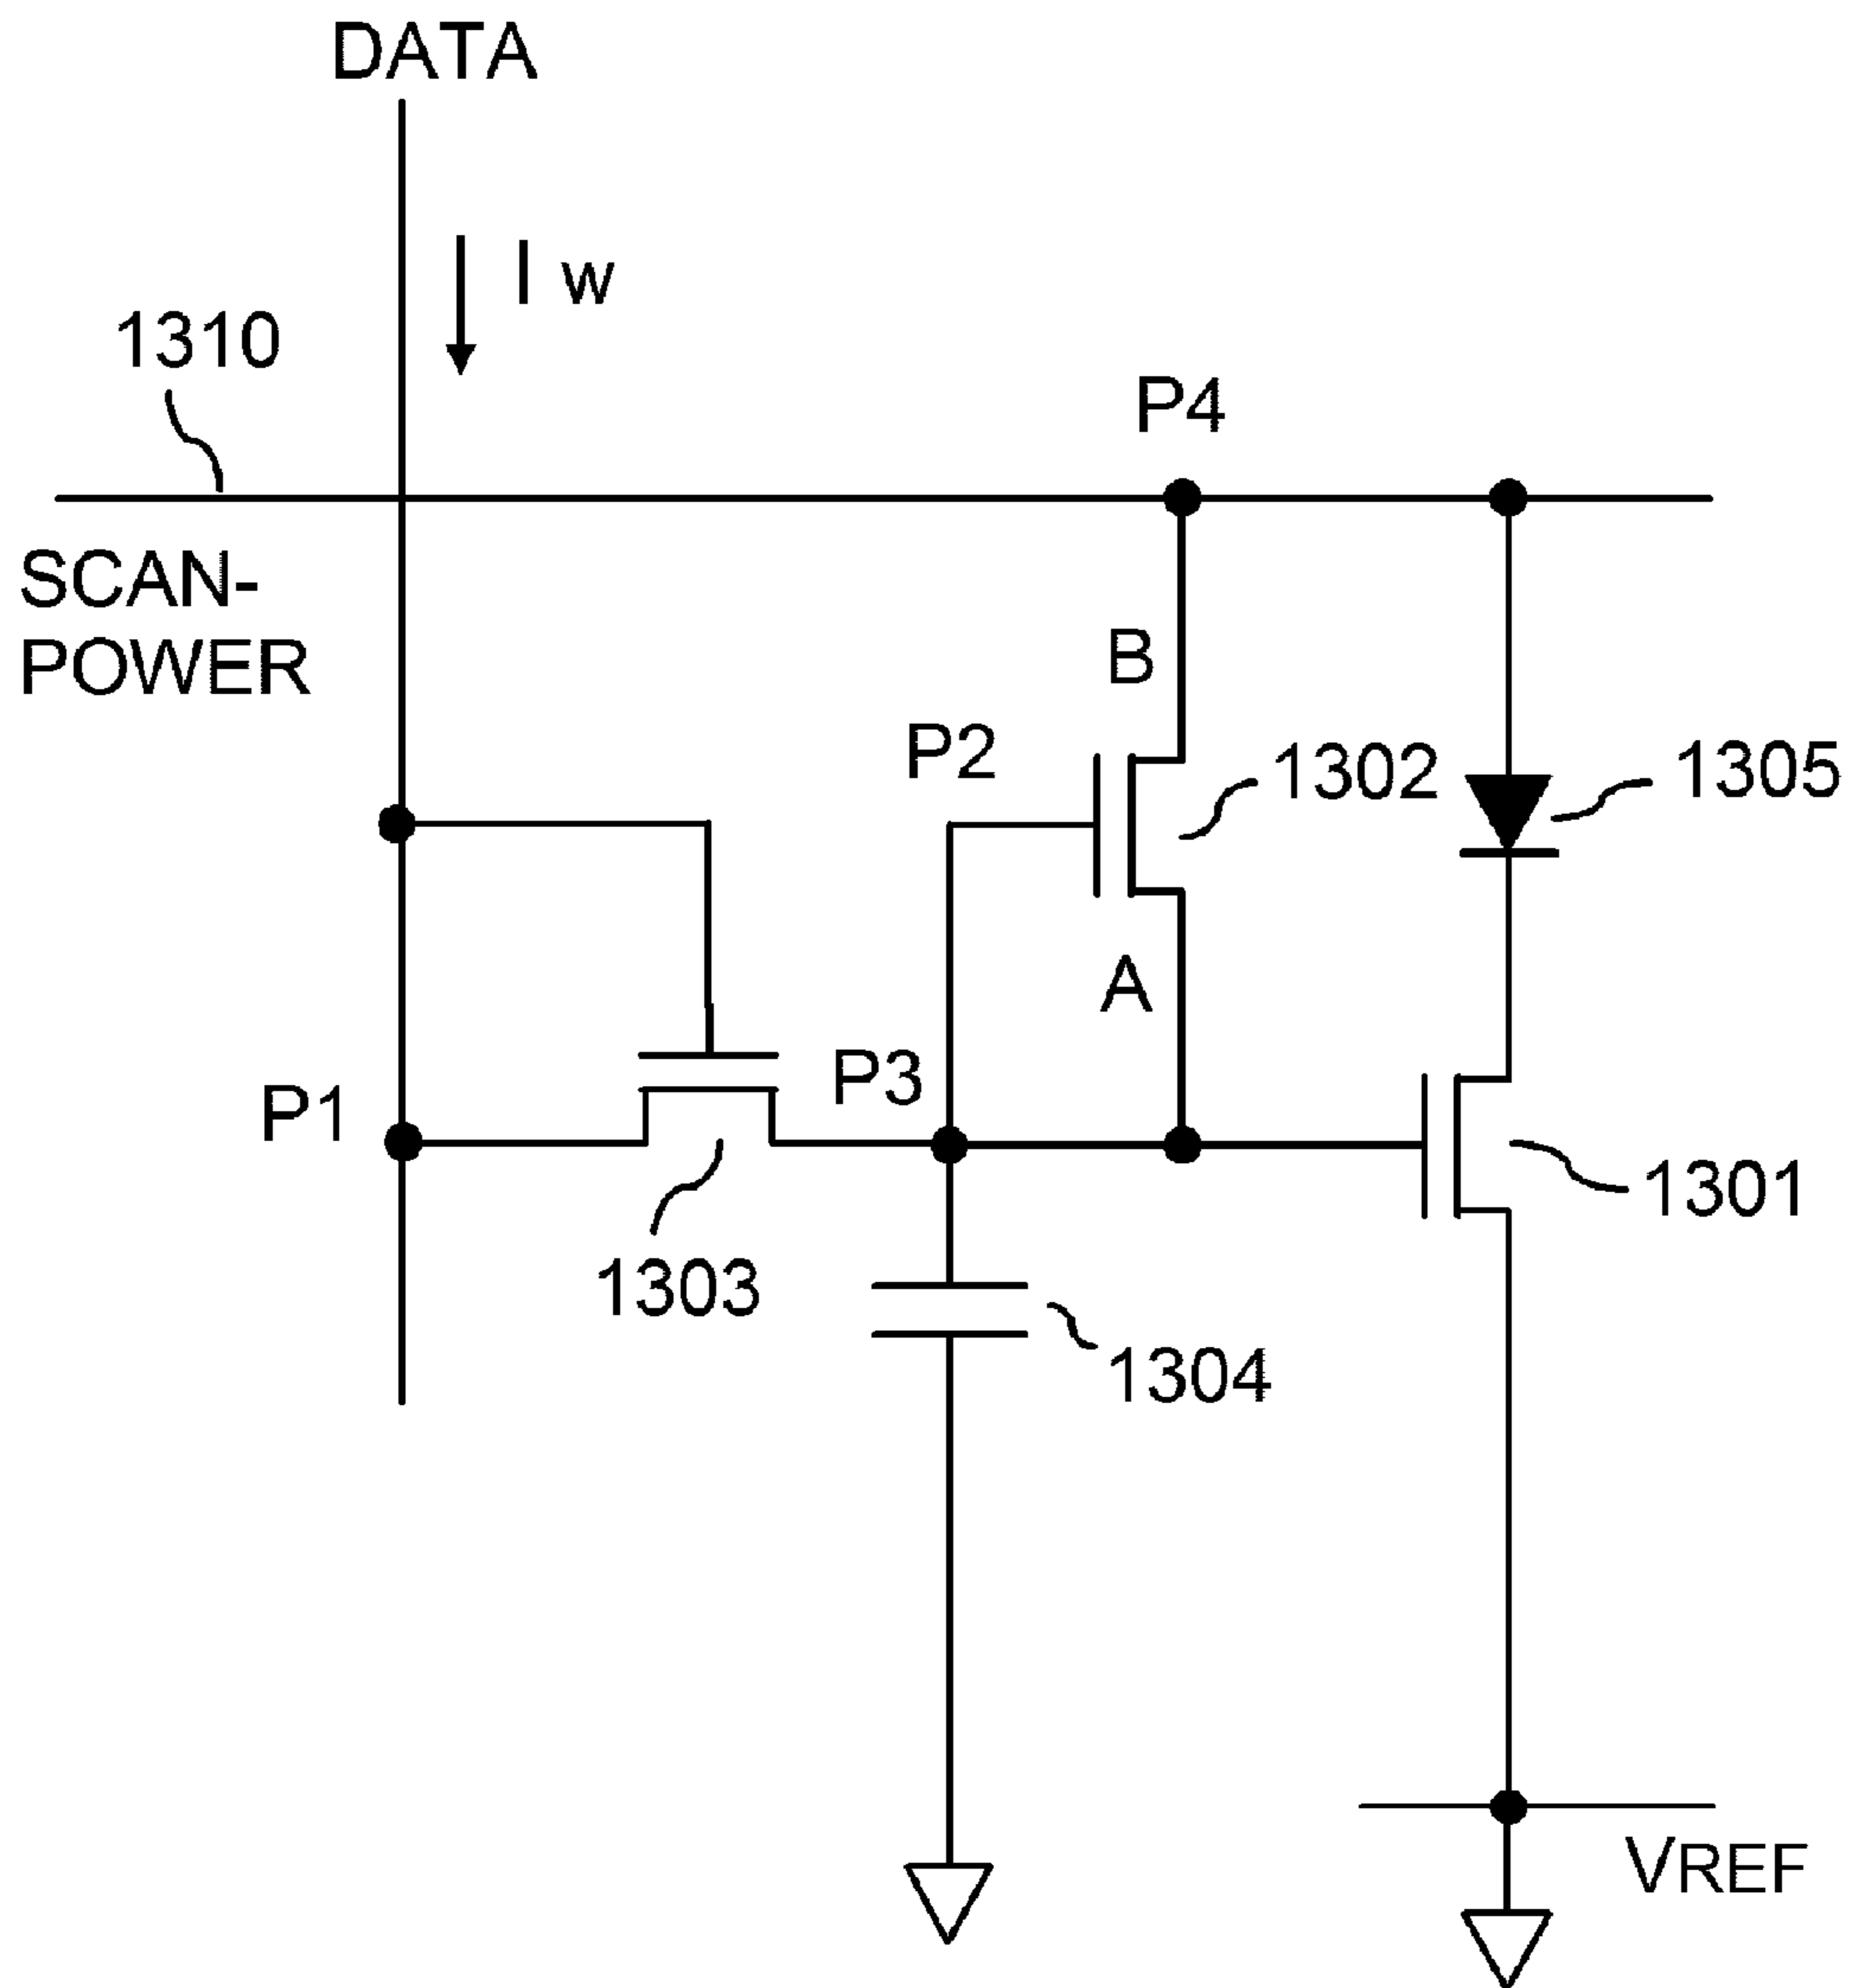 DATA
I w
1310
P4
SCAN-
POWER
B
P2
1302
1305
A
P3
P1
1301
1303
1304
VREF